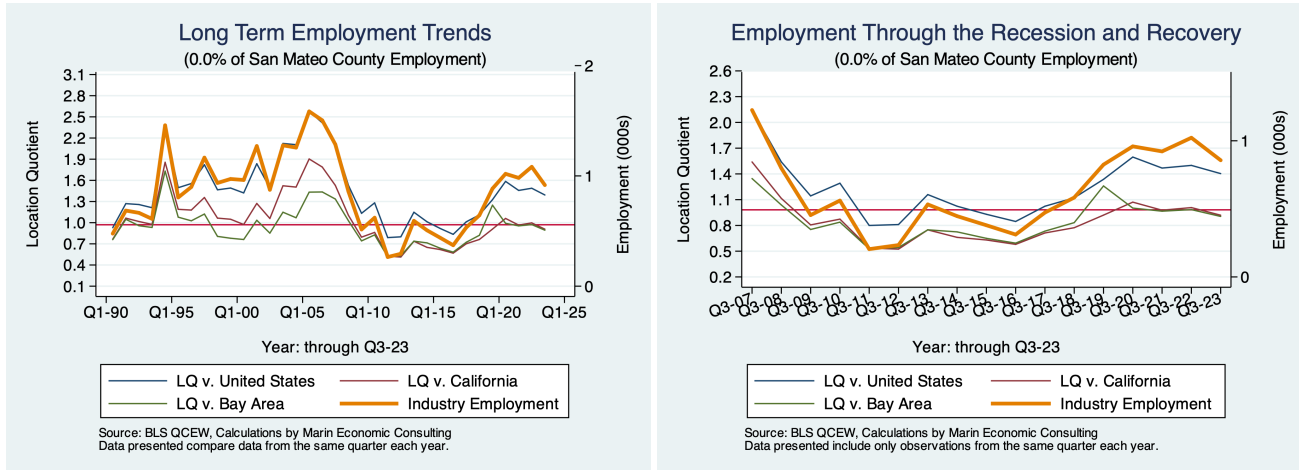 Long Term Employment Trends
(0.0% of San Mateo County Employment)
Location Quotient
3.1
2.8
2.5
2.2
1.9
1.6
1.3
1.0
0.7
0.4
0.1
2
1
0
Employment (000s)
Q1-90
Q1-95
Q1-00
Q1-05
Q1-10
Q1-15
Q1-20
Q1-25
Year: through Q3-23
LQ v. United States
LQ v. California
LQ v. Bay Area
Industry Employment
Source: BLS QCEW, Calculations by Marin Economic Consulting
Data presented compare data from the same quarter each year.
Employment Through the Recession and Recovery
(0.0% of San Mateo County Employment)
Location Quotient
2.6
2.3
2.0
1.7
1.4
1.1
0.8
0.5
0.2
1
0
Employment (000s)
Q3-07
Q3-08
Q3-09
Q3-10
Q3-11
Q3-12
Q3-13
Q3-14
Q3-15
Q3-16
Q3-17
Q3-18
Q3-19
Q3-20
Q3-21
Q3-22
Q3-23
Year: through Q3-23
LQ v. United States
LQ v. California
LQ v. Bay Area
Industry Employment
Source: BLS QCEW, Calculations by Marin Economic Consulting
Data presented include only observations from the same quarter each year.